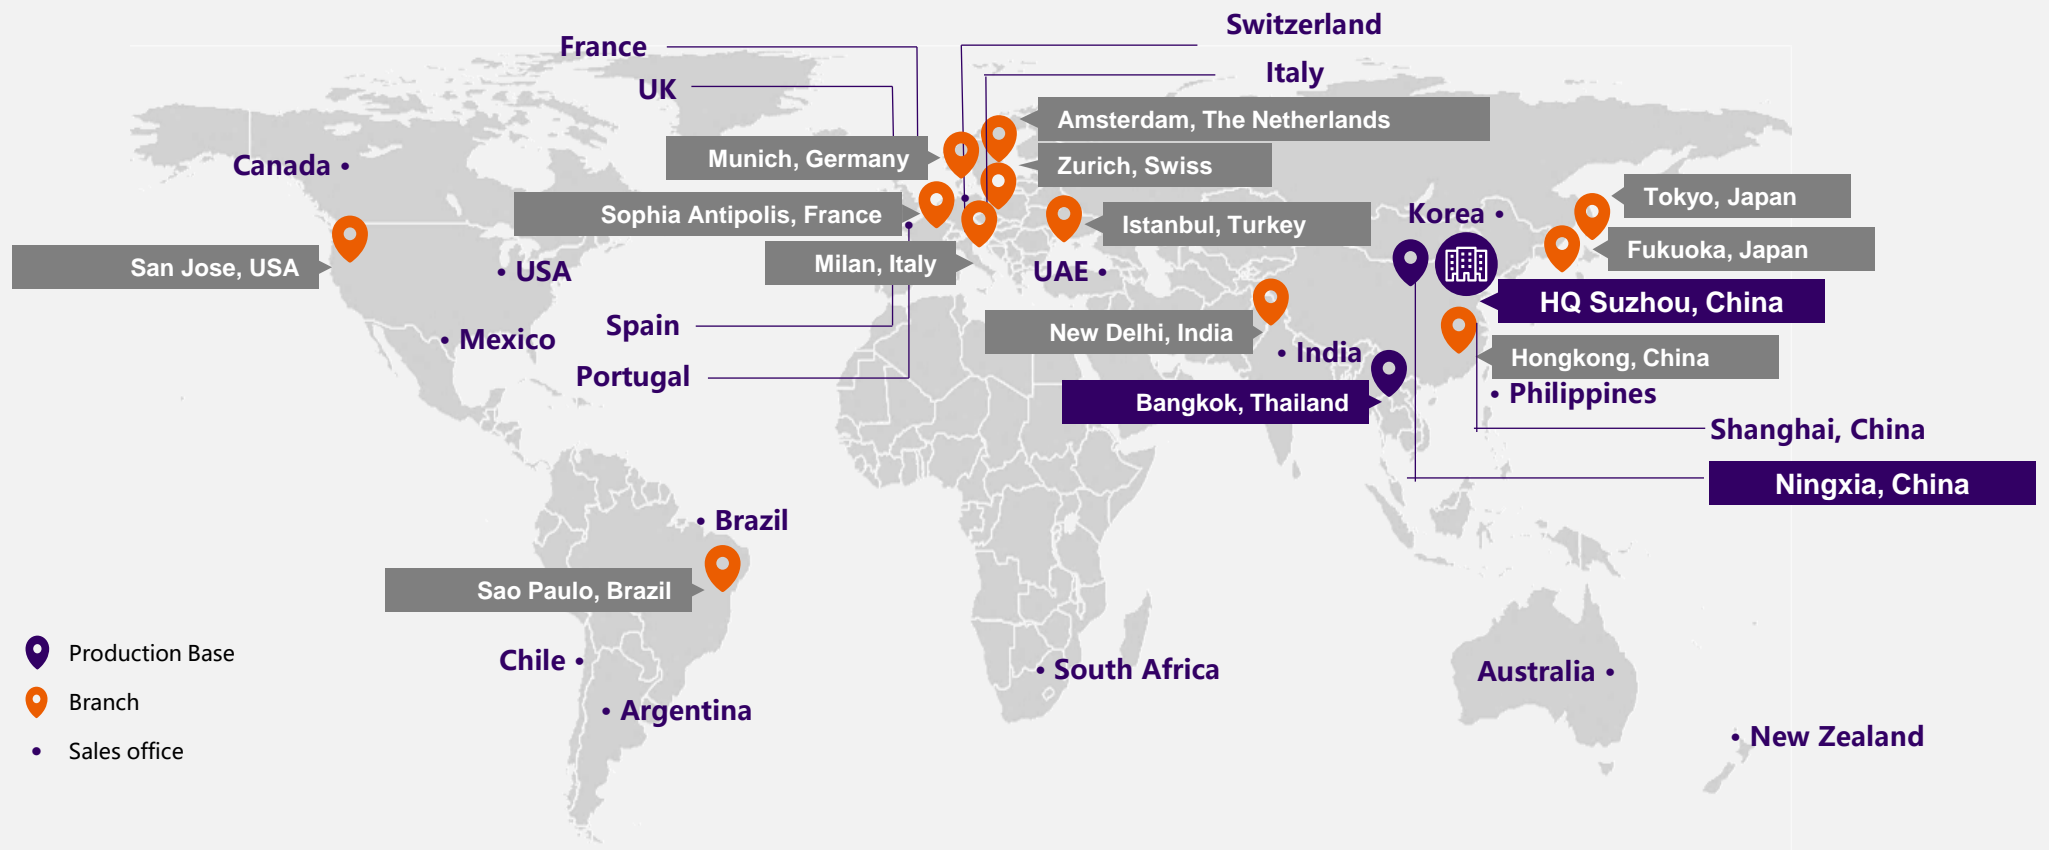 Switzerland
France
Italy
UK
Amsterdam, The Netherlands
Munich, Germany
Zurich, Swiss
Canada •
Tokyo, Japan
Sophia Antipolis, France
Korea •
Istanbul, Turkey
Fukuoka, Japan
San Jose, USA
Milan, Italy
• USA
UAE •
HQ Suzhou, China
Spain
New Delhi, India
• Mexico
• India
Hongkong, China
Portugal
• Philippines
Bangkok, Thailand
Shanghai, China
Ningxia, China
• Brazil
Sao Paulo, Brazil
Production Base
Chile •
• South Africa
Australia •
Branch
• Argentina
• New Zealand
• Sales office